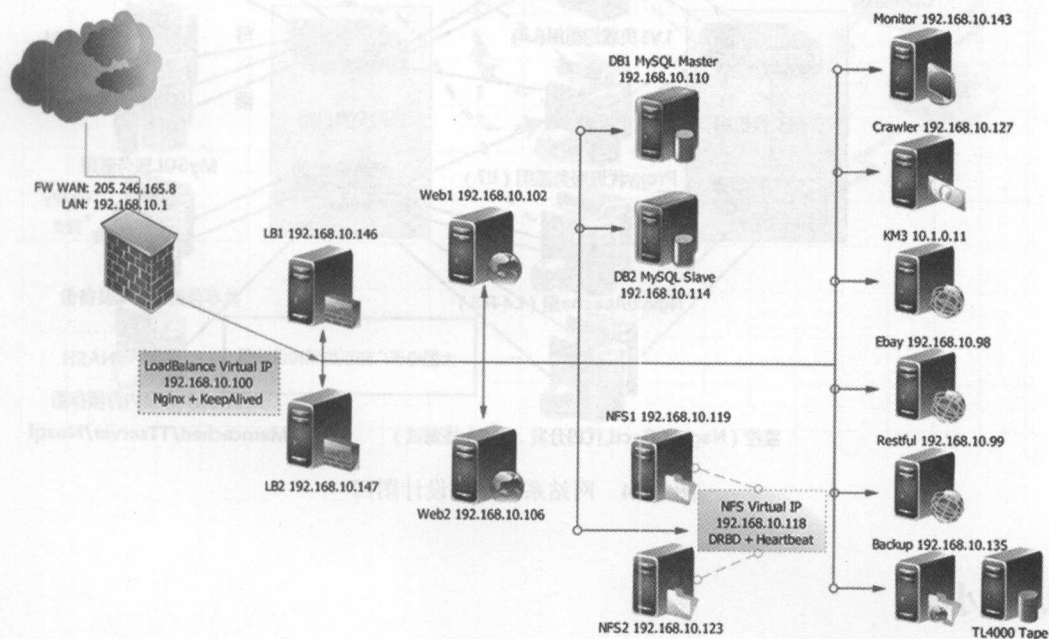 Monitor 192.168.10.143
DB1 MySQL Master
192.168.10.110
Crawler 192.168.10.127
FW WAN: 205.246.165.8
LAN: 192.168.10.1
Web1 192.168.10.102
LB1 192.168.10.146
KM3 10.1.0.11
DB2 MySQL Slave
192.168.10.114
Ebay 192.168.10.98
LoadBalance Virtual IP
192.168.10.100
Nginx + KeepAlived
NFS1 192.168.10.119
Restful 192.168.10.99
LB2 192.168.10.147
Web2 192.168.10.106
NFS Virtual IP
192.168.10.118
DRBD + Heartbeat
Backup 192.168.10.135
NFS2 192.168.10.123
TL4000 Tape